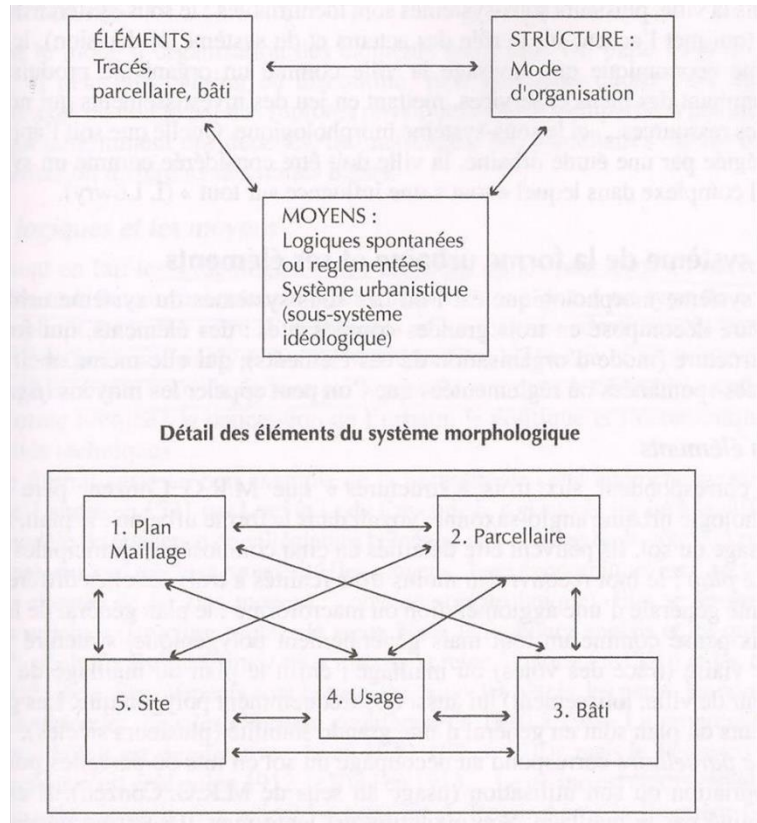 ÉLÉMENTS :
Tracés,
parcellaire, bâti
STRUCTURE :
Mode
d'organisation
MOYENS :
Logiques spontanées
ou reglementées
Système urbanistique
(sous-système
idéologique)
Détail des éléments du système morphologique
1. Plan
Maillage
2. Parcellaire
5. Site
4. Usage
3. Bâti